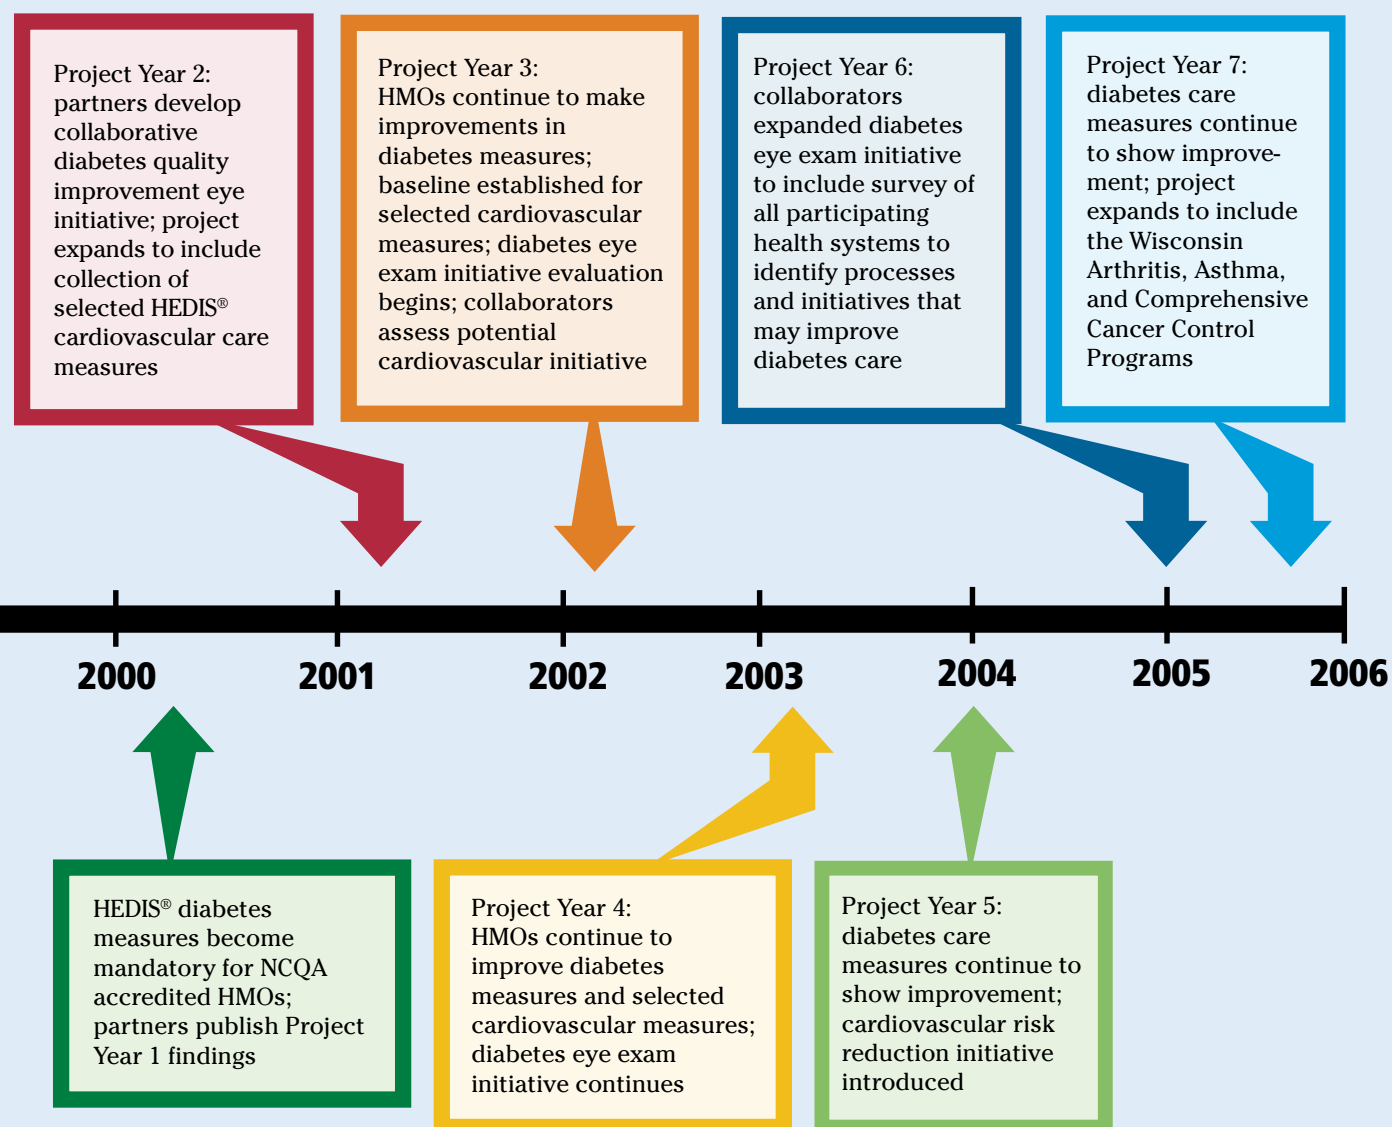 Project Year 2:
partners develop
collaborative
diabetes quality
improvement eye
initiative; project
expands to include
collection of
selected HEDIS®
cardiovascular care
measures
Project Year 3:
HMOs continue to make
improvements in
diabetes measures;
baseline established for
selected cardiovascular
measures; diabetes eye
exam initiative evaluation
begins; collaborators
assess potential
cardiovascular initiative
Project Year 6:
collaborators
expanded diabetes
eye exam initiative
to include survey of
all participating
health systems to
identify processes
and initiatives that
may improve
diabetes care
Project Year 7:
diabetes care
measures continue
to show improve-
ment; project
expands to include
the Wisconsin
Arthritis, Asthma,
and Comprehensive
Cancer Control
Programs
2000 2001 2002 2003 2004 2005 2006
HEDIS® diabetes
measures become
mandatory for NCQA
accredited HMOs;
partners publish Project
Year 1 findings
Project Year 4:
HMOs continue to
improve diabetes
measures and selected
cardiovascular measures;
diabetes eye exam
initiative continues
Project Year 5:
diabetes care
measures continue to
show improvement;
cardiovascular risk
reduction initiative
introduced